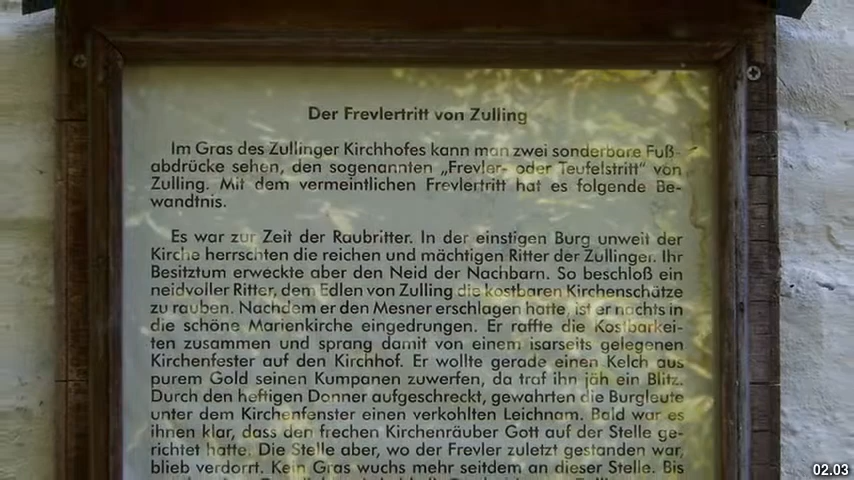 Der Frevlertritt von Zulling
Im Gras des Zullinger Kirchhofes kann man zwei sonderbare Fuß-
abdrücke sehen, den sogenannten „Frevler- oder Teufelstritt“ von
Zulling. Mit dem vermeintlichen Frevlertritt hat es folgende Be-
wandtnis.
Es war zur Zeit der Raubritter. In der einstigen Burg unweit der
Kirche herrschten die reichen und mächtigen Ritter der Zullinger. Ihr
Besitztum erweckte aber den Neid der Nachbarn. So beschloß ein
neidvoller Ritter, dem Edlen von Zulling die kostbaren Kirchenschätze
zu rauben. Nachdem er den Mesner erschlagen hatte, ist er nachts in
die schöne Marienkirche eingedrungen. Er raffte die Kostbarkei-
ten zusammen und sprang damit von einem isarseits gelegenen
Kirchenfester auf den Kirchhof. Er wollte gerade einen Kelch aus
purem Gold seinen Kumpanen zuwerfen, da traf ihn jäh ein Blitz.
Durch den heftigen Donner aufgeschreckt, gewahrten die Burgleute
unter dem Kirchenfenster einen verkohlten Leichnam. Bald war es
ihnen klar, dass den frechen Kirchenräuber Gott auf der Stelle ge-
richtet hatte. Die Stelle aber, wo der Frevler zuletzt gestanden war,
blieb verdorrt. Kein Gras wuchs mehr seitdem an dieser Stelle. Bis
02.03